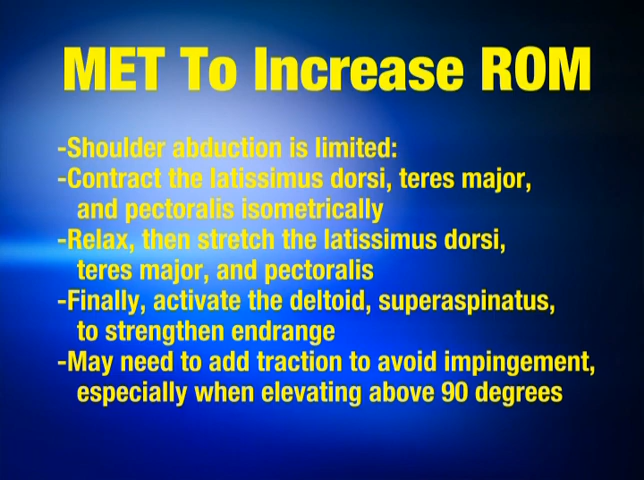 MET To Increase ROM
-Shoulder abduction is limited:
-Contract the latissimus dorsi, teres major,
and pectoralis isometrically
-Relax, then stretch the latissimus dorsi,
teres major, and pectoralis
-Finally, activate the deltoid, superaspinatus,
to strengthen endrange
-May need to add traction to avoid impingement,
especially when elevating above 90 degrees